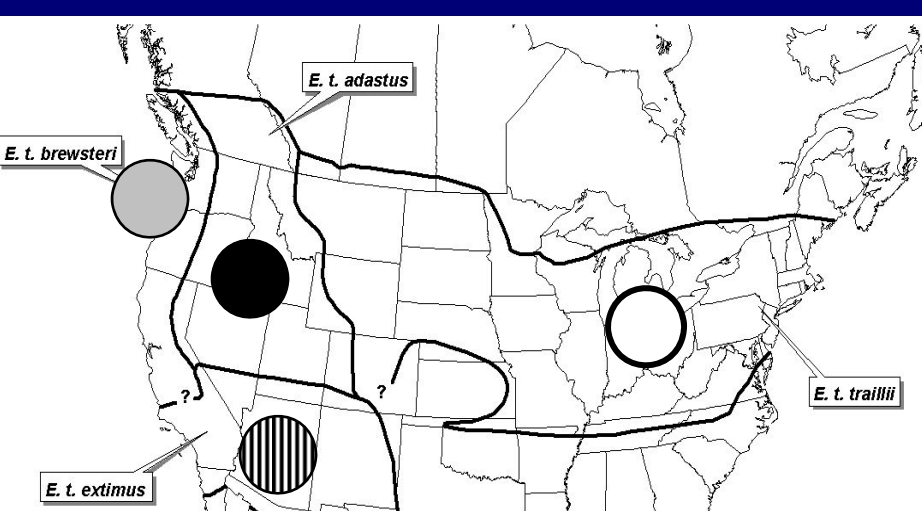 E. t. adastus
E. t. brewsteri
?
?
E. t. traillii
E. t. extimus